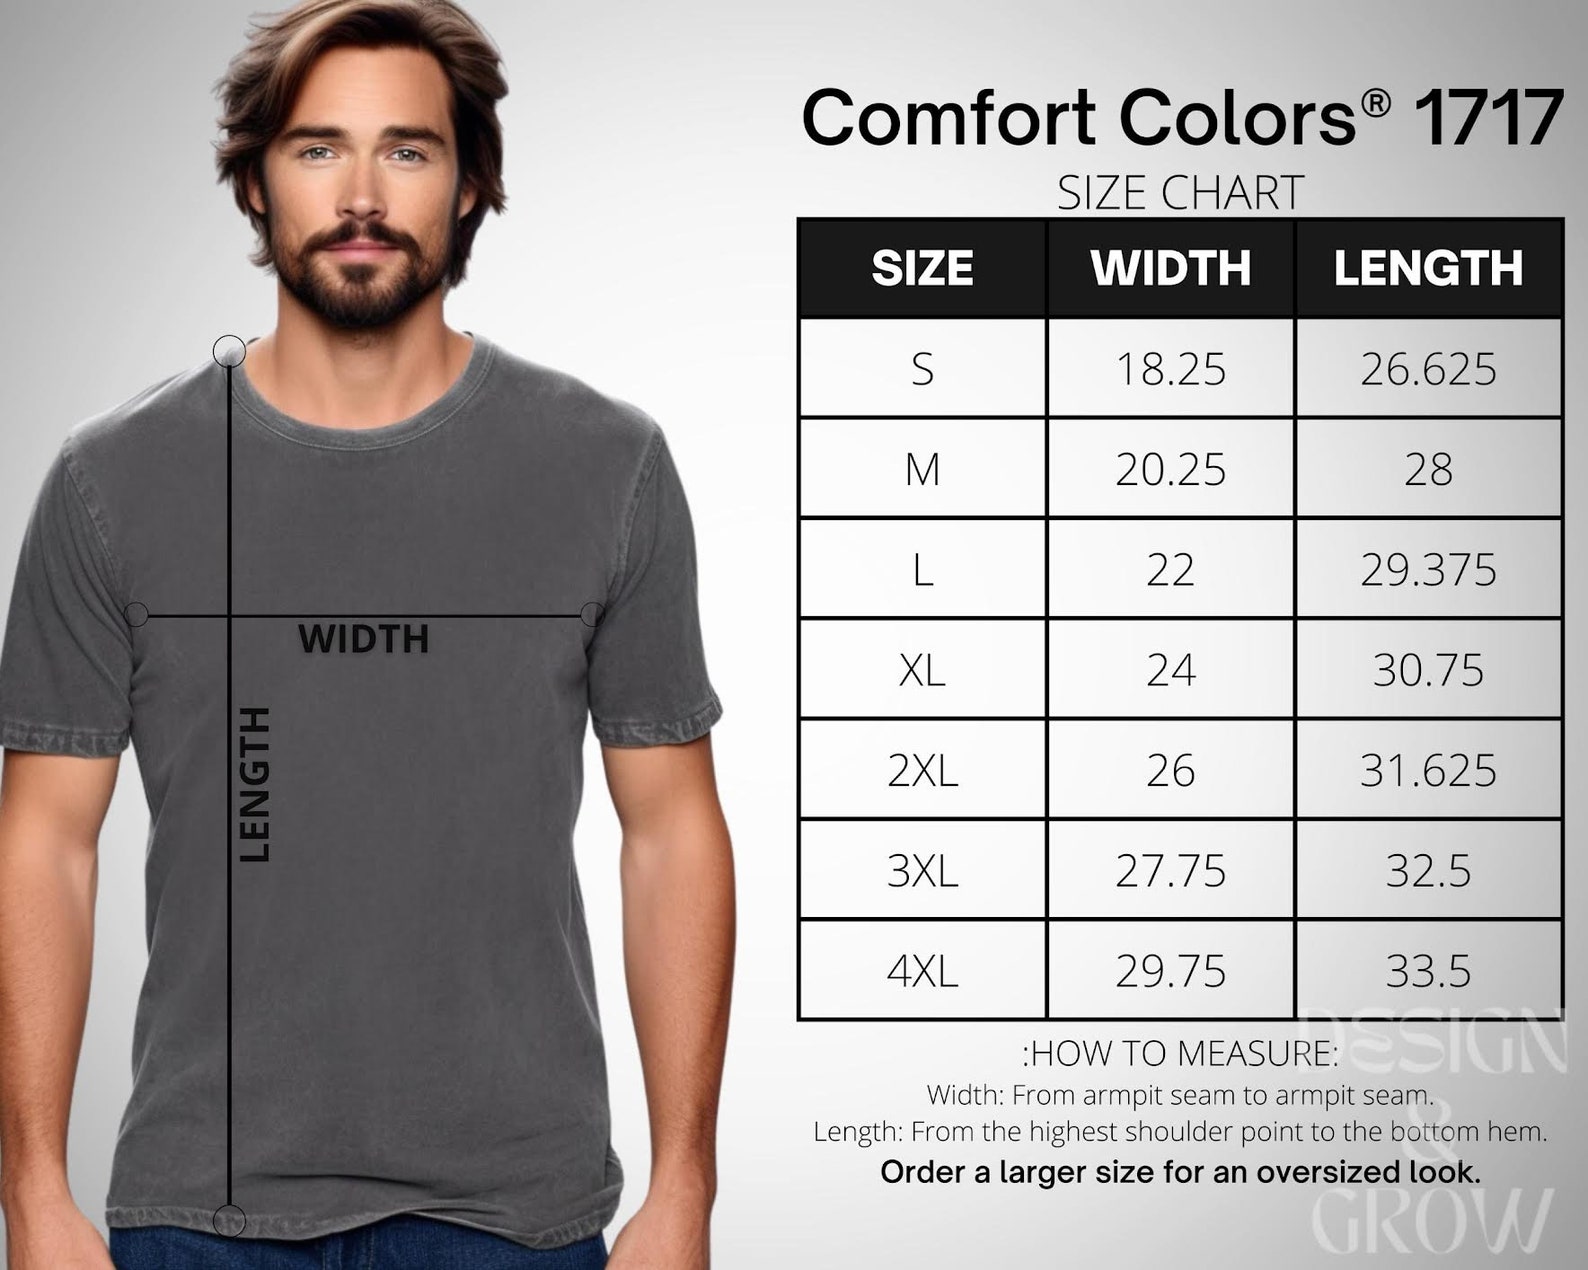 Comfort Colors® 1717
SIZE CHART
SIZE WIDTH LENGTH
S 18.25 26.625
M 20.25 28
L 22 29.375
XL 24 30.75
2XL 26 31.625
3XL 27.75 32.5
4XL 29.75 33.5
:HOW TO MEASURE:
Width: From armpit seam to armpit seam.
Length: From the highest shoulder point to the bottom hem.
Order a larger size for an oversized look.
WIDTH
LENGTH
DESIGN
&
GROW